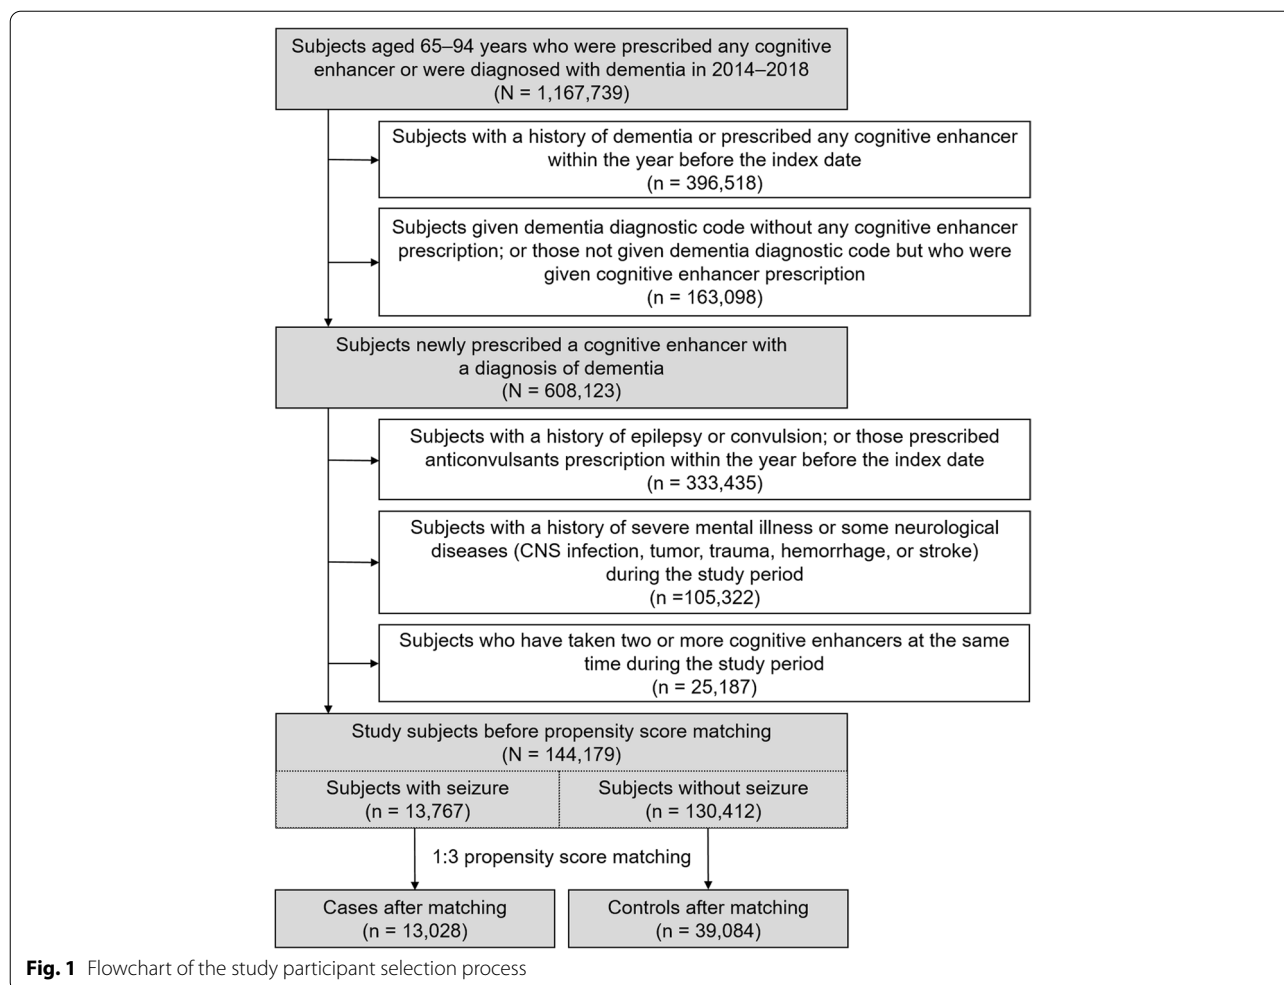 Subjects aged 65–94 years who were prescribed any cognitive
enhancer or were diagnosed with dementia in 2014–2018
(N = 1,167,739)
Subjects with a history of dementia or prescribed any cognitive enhancer
within the year before the index date
(n = 396,518)
Subjects given dementia diagnostic code without any cognitive enhancer
prescription; or those not given dementia diagnostic code but who were
given cognitive enhancer prescription
(n = 163,098)
Subjects newly prescribed a cognitive enhancer with
a diagnosis of dementia
(N = 608,123)
Subjects with a history of epilepsy or convulsion; or those prescribed
anticonvulsants prescription within the year before the index date
(n = 333,435)
Subjects with a history of severe mental illness or some neurological
diseases (CNS infection, tumor, trauma, hemorrhage, or stroke)
during the study period
(n =105,322)
Subjects who have taken two or more cognitive enhancers at the same
time during the study period
(n = 25,187)
Study subjects before propensity score matching
(N = 144,179)
Subjects with seizure
(n = 13,767)
Subjects without seizure
(n = 130,412)
1:3 propensity score matching
Cases after matching
(n = 13,028)
Controls after matching
(n = 39,084)
Fig. 1 Flowchart of the study participant selection process